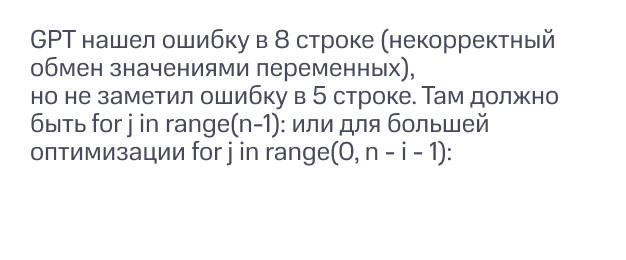 GPT нашел ошибку в 8 строке (некорректный
обмен значениями переменных),
но не заметил ошибку в 5 строке. Там должно
быть for j in range(n-1): или для большей
оптимизации for j in range(0, n - i - 1):